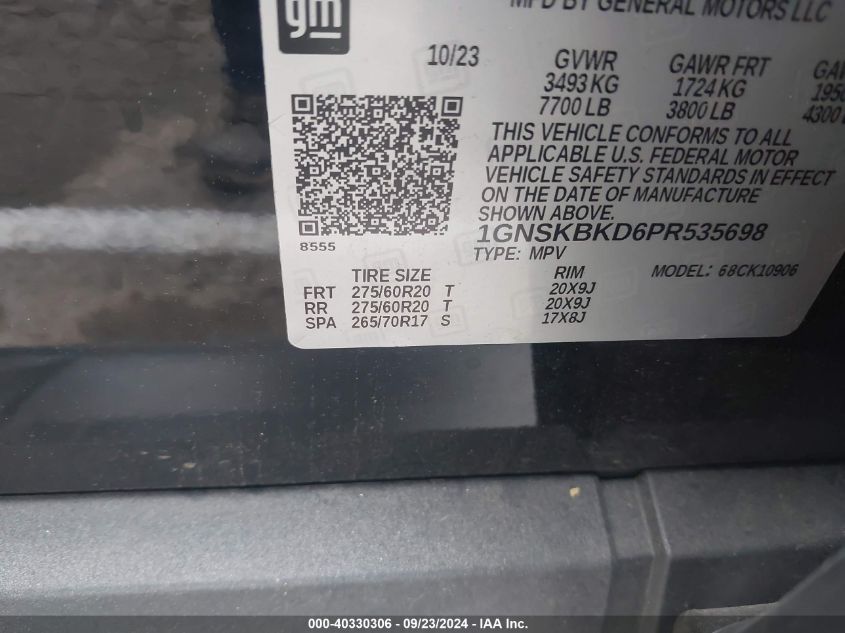 gm
MFD BY GENERAL MOTORS LLC
10/23 GVWR GAWR FRT
3493 KG 1724 KG
7700 LB 3800 LB 4300
THIS VEHICLE CONFORMS TO ALL
APPLICABLE U.S. FEDERAL MOTOR
VEHICLE SAFETY STANDARDS IN EFFECT
ON THE DATE OF MANUFACTURE
SHOWN ABOVE.
8555
1GNSKBKD6PR535698
TYPE: MPV
MODEL: 68CK10906
TIRE SIZE RIM
FRT 275/60R20 T 20X9J
RR 275/60R20 T 20X9J
SPA 265/70R17 S 17X8J
000-40330306 - 09/23/2024 - IAA Inc.